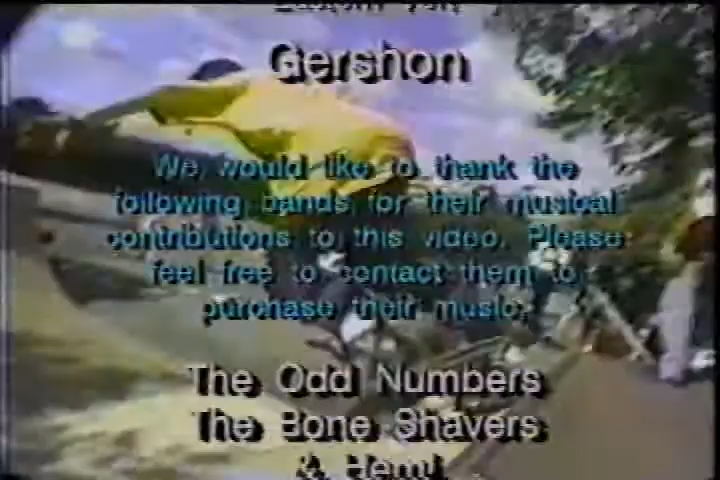 Gershon
We would like to thank the
following bands for their musical
contributions to this video. Please
feel free to contact them to
purchase their music.
The Odd Numbers
The Bone Shavers